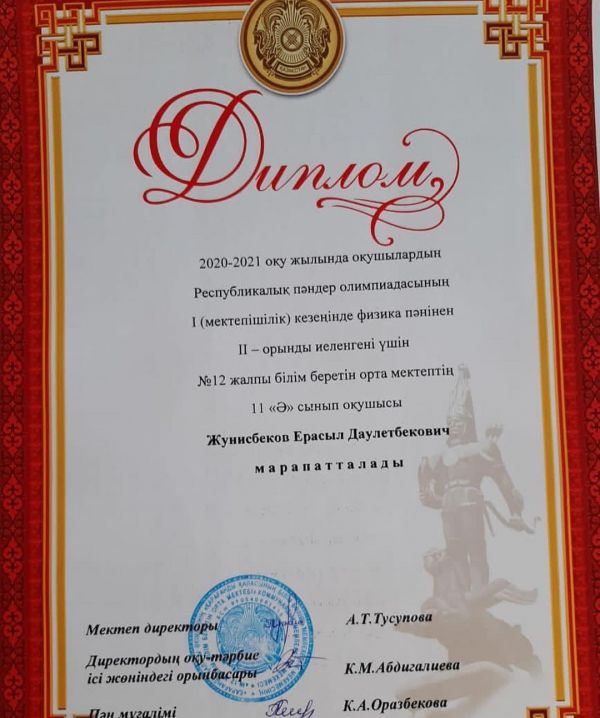 ҚАЗАҚСТАН
Диплом
2020-2021 оқу жылында оқушылардың
Республикалық пәндер олимпиадасының
I (мектепішілік) кезеңінде физика пәнінен
II – орынды иеленгені үшін
№12 жалпы білім беретін орта мектептің
11 «Ә» сынып оқушысы
Жунисбеков Ерасыл Даулетбекович
марапатталады
Мектеп директоры А.Т.Тусупова
Директордың оқу-тәрбие
ісі жөніндегі орынбасары К.М.Абдигалиева
Пән мұғалімі К.А.Оразбекова